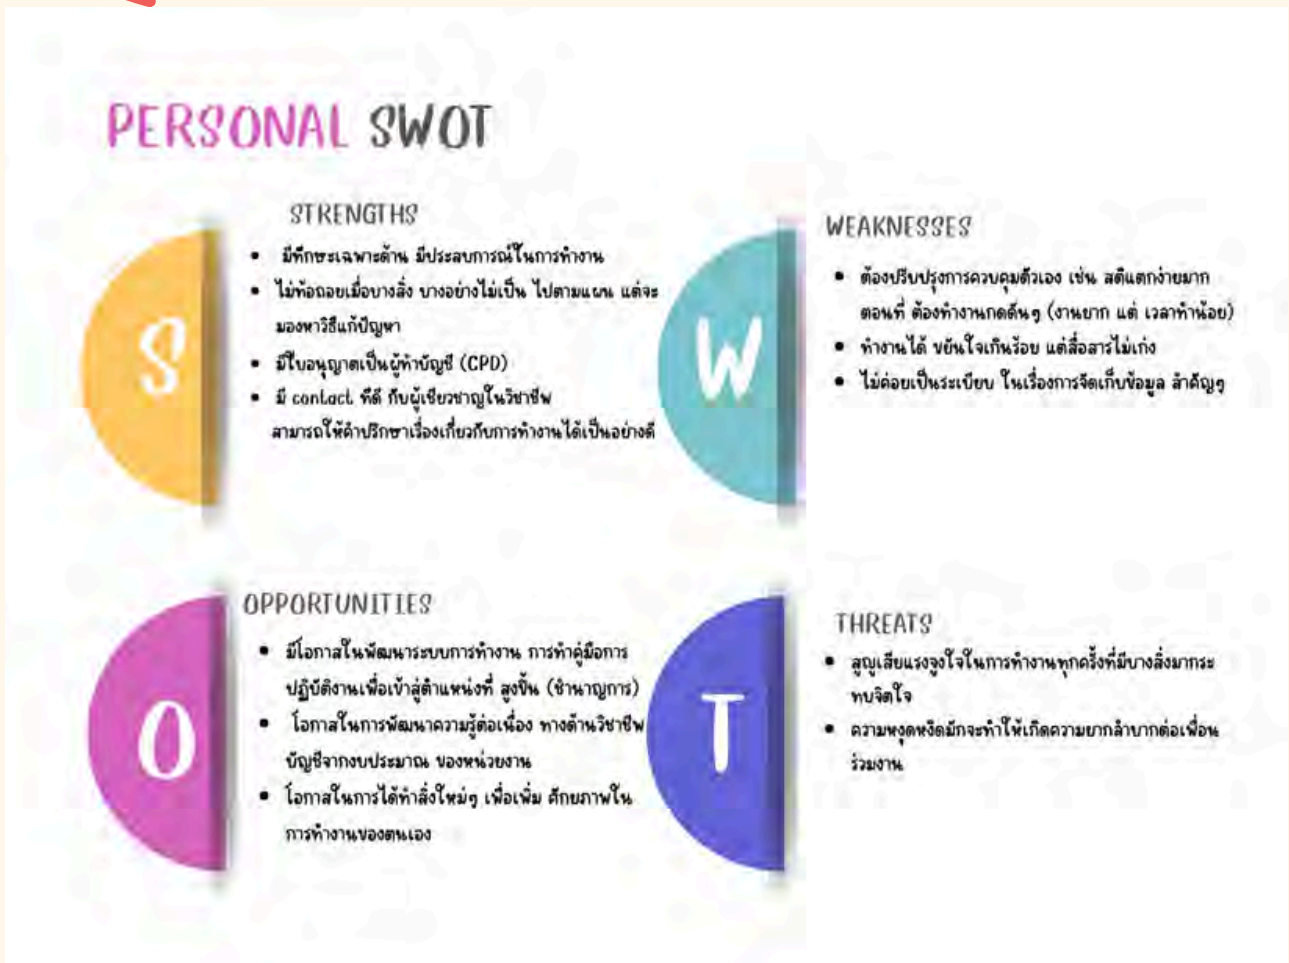 PERSONAL SWOT
S
STRENGTHS
• มีทักษะเฉพาะด้าน มีประสบการณ์ในการทำงาน
• ไม่ท้อถอยเมื่อบางสิ่ง บางอย่างไม่เป็น ไปตามแผน แต่จะ
มองหาวิธีแก้ปัญหา
• มีใบอนุญาตเป็นผู้ทำบัญชี (CPD)
• มี contact ที่ดี กับผู้เชี่ยวชาญในวิชาชีพ
สามารถให้คำปรึกษาเรื่องเกี่ยวกับการทำงานได้เป็นอย่างดี
W
WEAKNESSES
• ต้องปรับปรุงการควบคุมตัวเอง เช่น สติแตกง่ายมาก
ตอนที่ ต้องทำงานกดดันๆ (งานยาก แต่ เวลาทำน้อย)
• ทำงานได้ ขยันใจเกินร้อย แต่สื่อสารไม่เก่ง
• ไม่ค่อยเป็นระเบียบ ในเรื่องการจัดเก็บข้อมูล สำคัญๆ
O
OPPORTUNITIES
• มีโอกาสในพัฒนาระบบการทำงาน การทำคู่มือการ
ปฏิบัติงานเพื่อเข้าสู่ตำแหน่งที่ สูงขึ้น (ชำนาญการ)
• โอกาสในการพัฒนาความรู้ต่อเนื่อง ทางด้านวิชาชีพ
บัญชีจากงบประมาณ ของหน่วยงาน
• โอกาสในการได้ทำสิ่งใหม่ๆ เพื่อเพิ่ม ศักยภาพใน
การทำงานของตนเอง
T
THREATS
• สูญเสียแรงจูงใจในการทำงานทุกครั้งที่มีบางสิ่งมากระ
ทบจิตใจ
• ความหงุดหงิดมักจะทำให้เกิดความยากลำบากต่อเพื่อน
ร่วมงาน